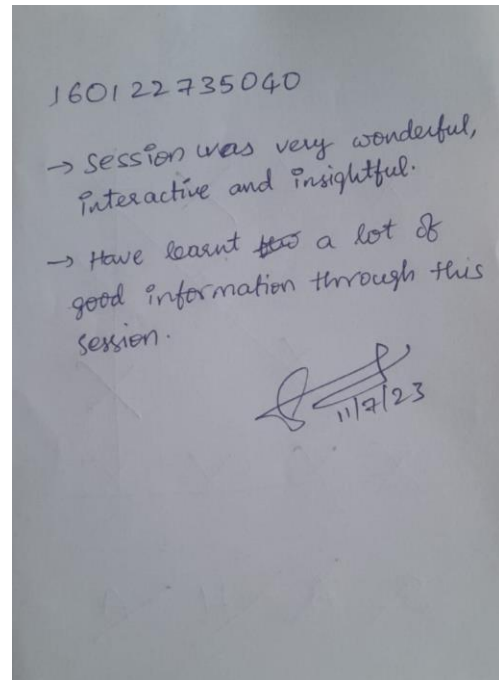 160122735040
→ Session was very wonderful,
interactive and insightful.
→ Have learnt a lot of
good information through this
session.
11/7/23